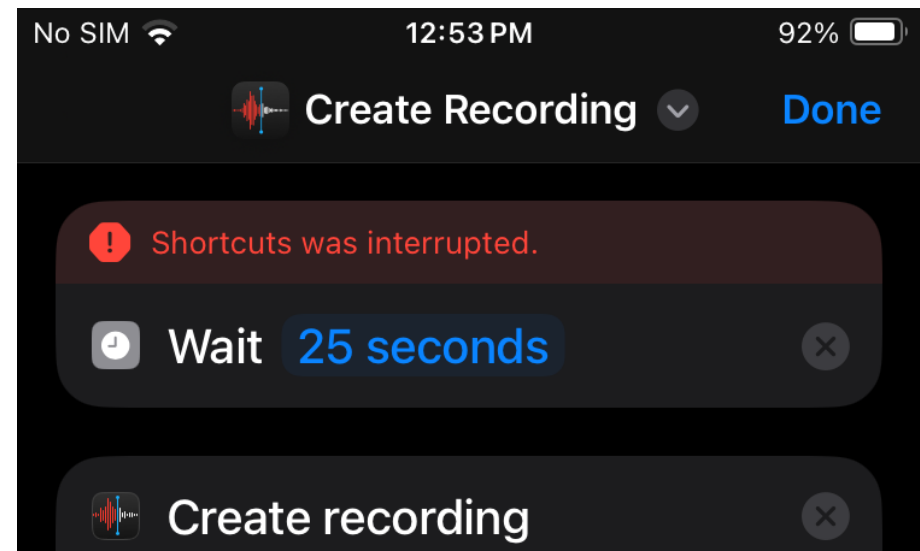 No SIM 12:53 PM 92%
Create Recording Done
Shortcuts was interrupted.
Wait 25 seconds
Create recording